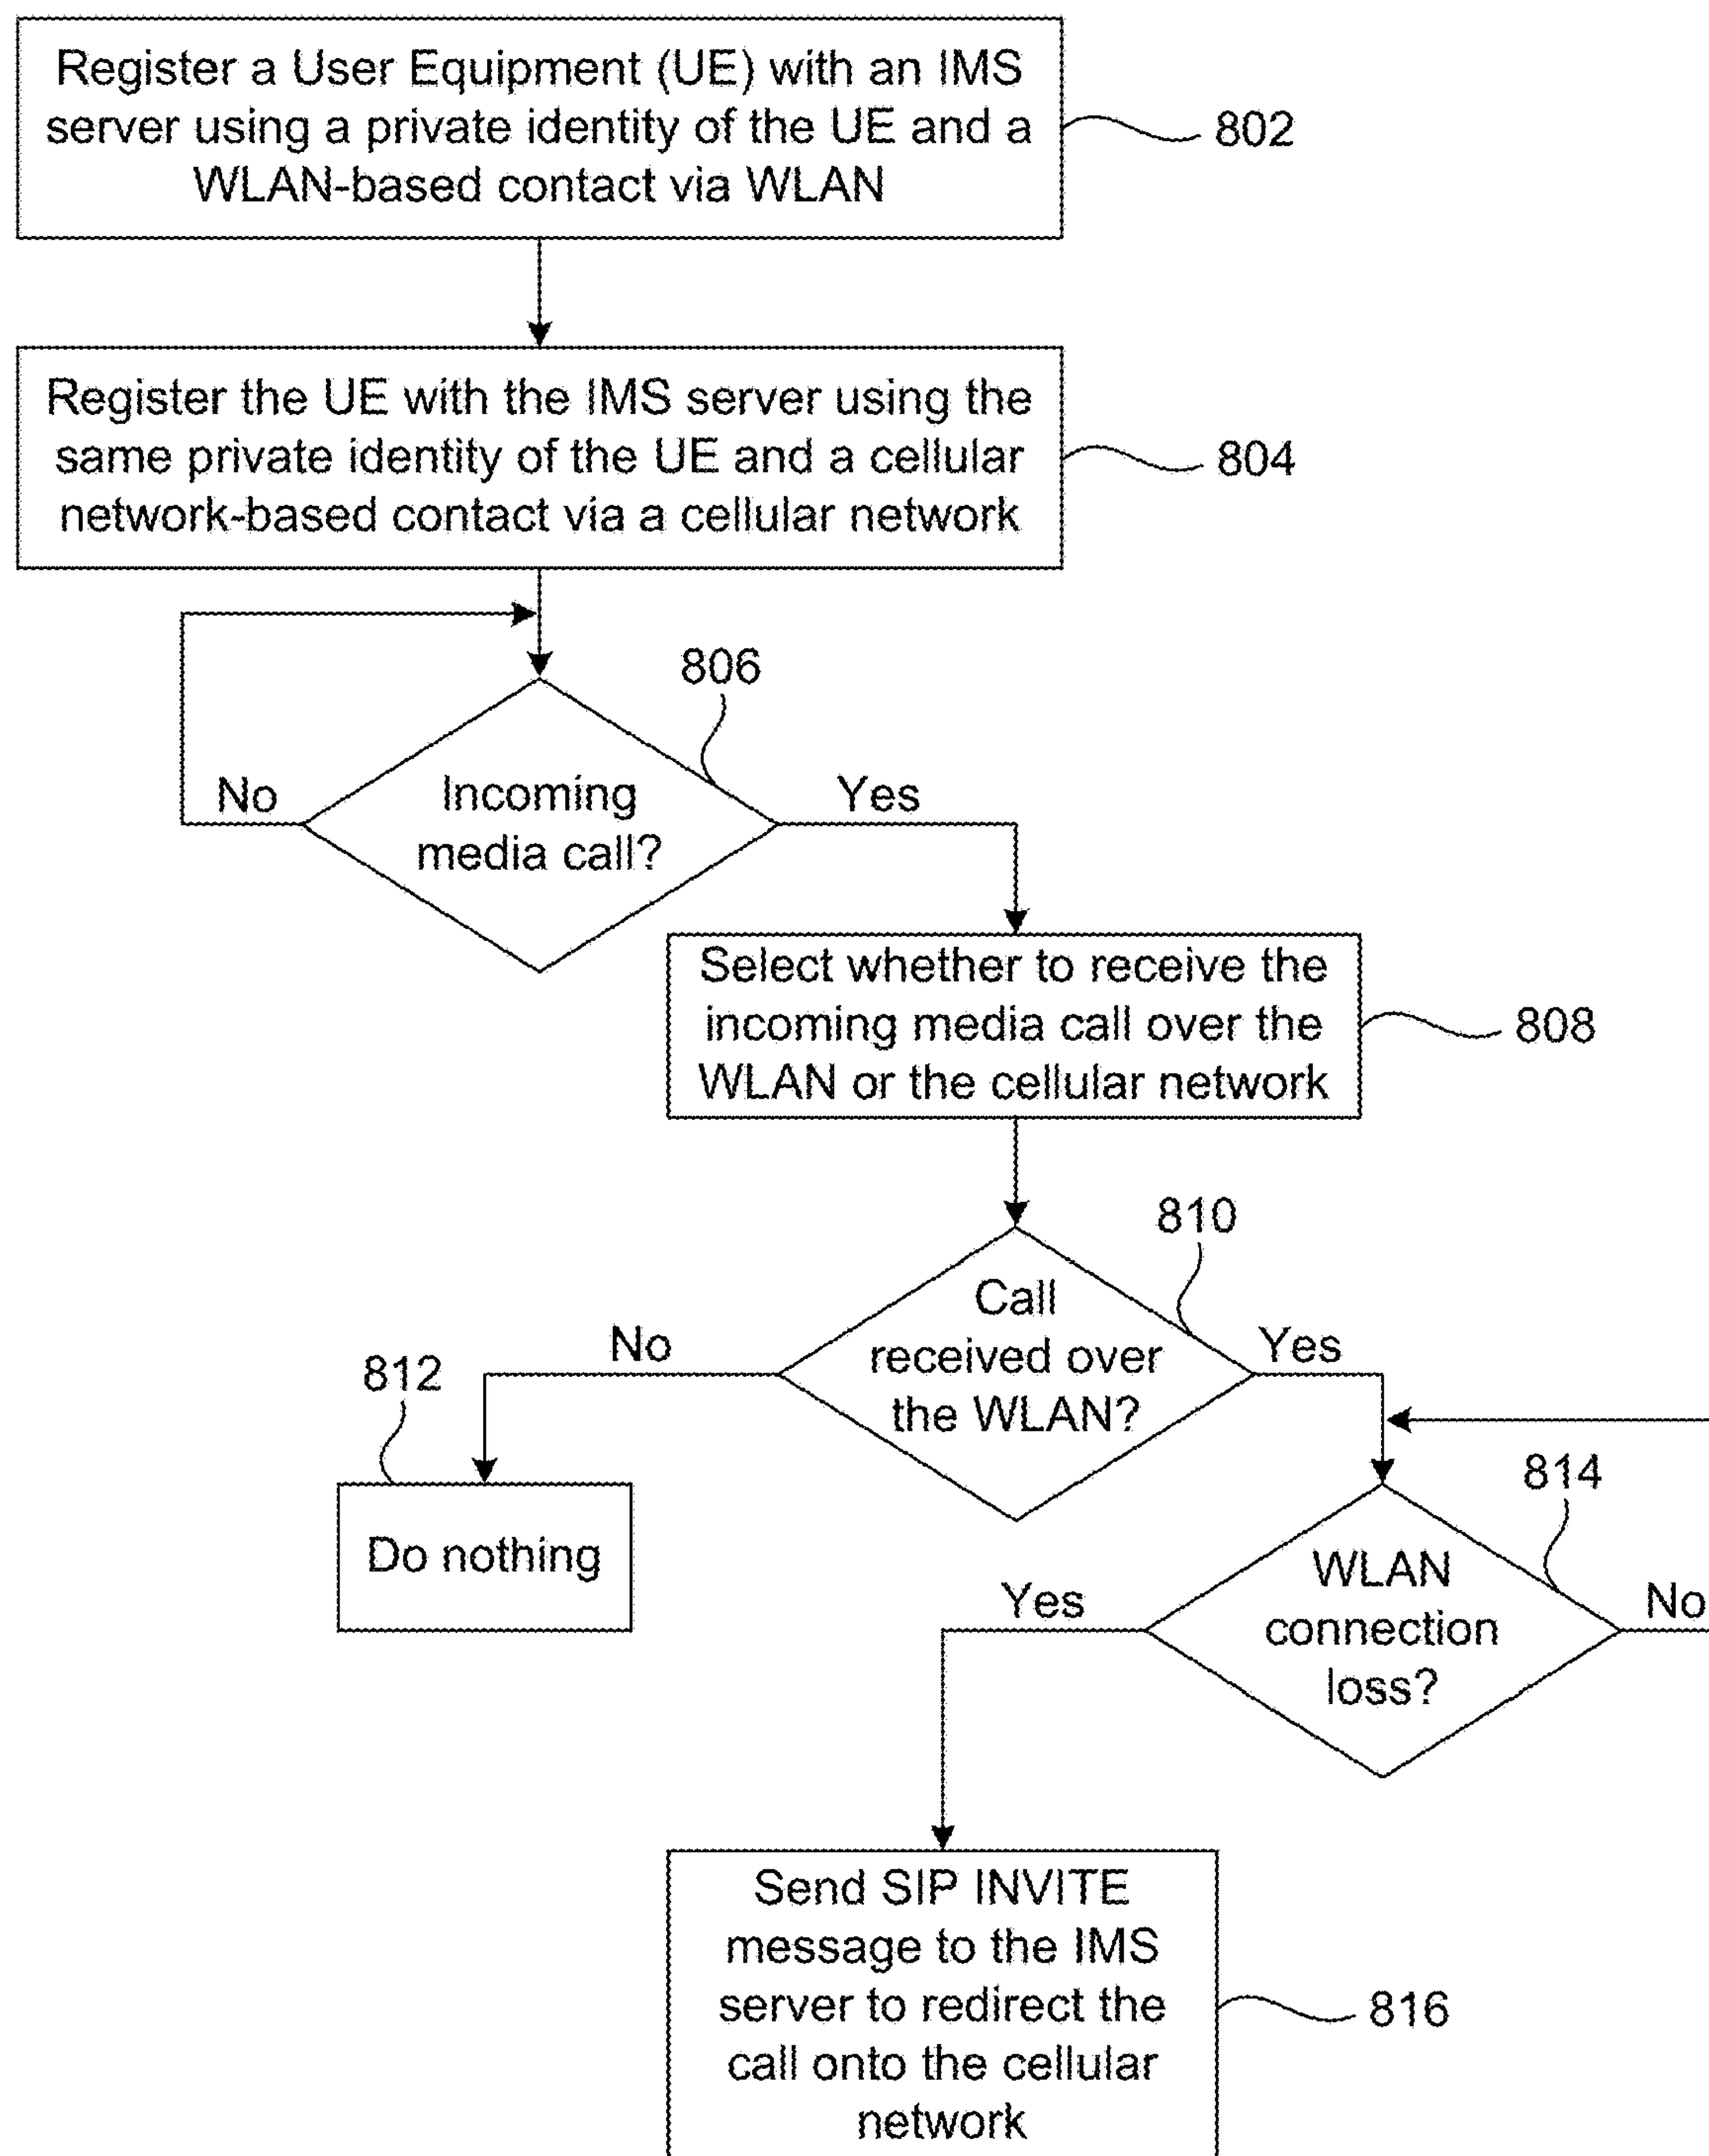 Register a User Equipment (UE) with an IMS
server using a private identity of the UE and a
WLAN-based contact via WLAN
802
Register the UE with the IMS server using the
same private identity of the UE and a cellular
network-based contact via a cellular network
804
806
No
Incoming
media call?
Yes
Select whether to receive the
incoming media call over the
WLAN or the cellular network
808
810
Call
received over
the WLAN?
No
Yes
812
Do nothing
814
WLAN
connection
loss?
Yes
No
Send SIP INVITE
message to the IMS
server to redirect the
call onto the cellular
network
816